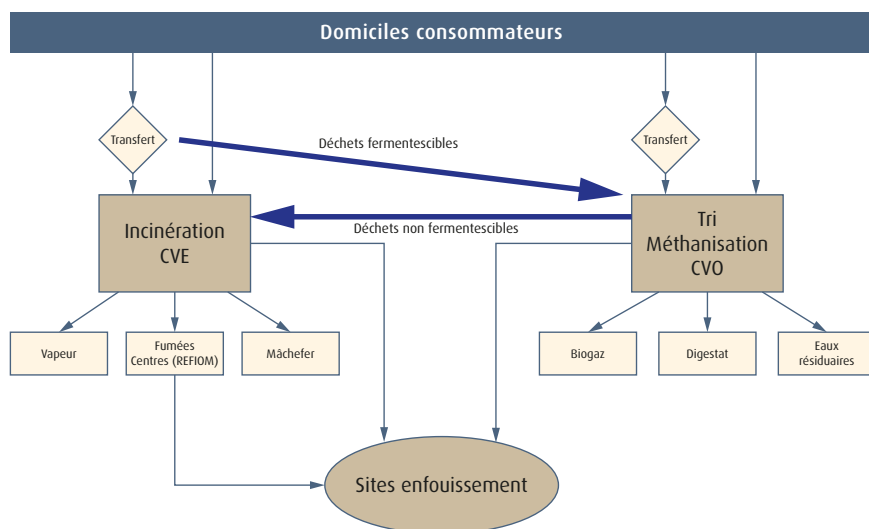 Domiciles consommateurs
Transfert
Transfert
Déchets fermentescibles
Déchets non fermentescibles
Incinération
CVE
Tri
Méthanisation
CVO
Vapeur
Fumées
Centres (REFIOM)
Mâchefer
Biogaz
Digestat
Eaux
résiduaires
Sites enfouissement